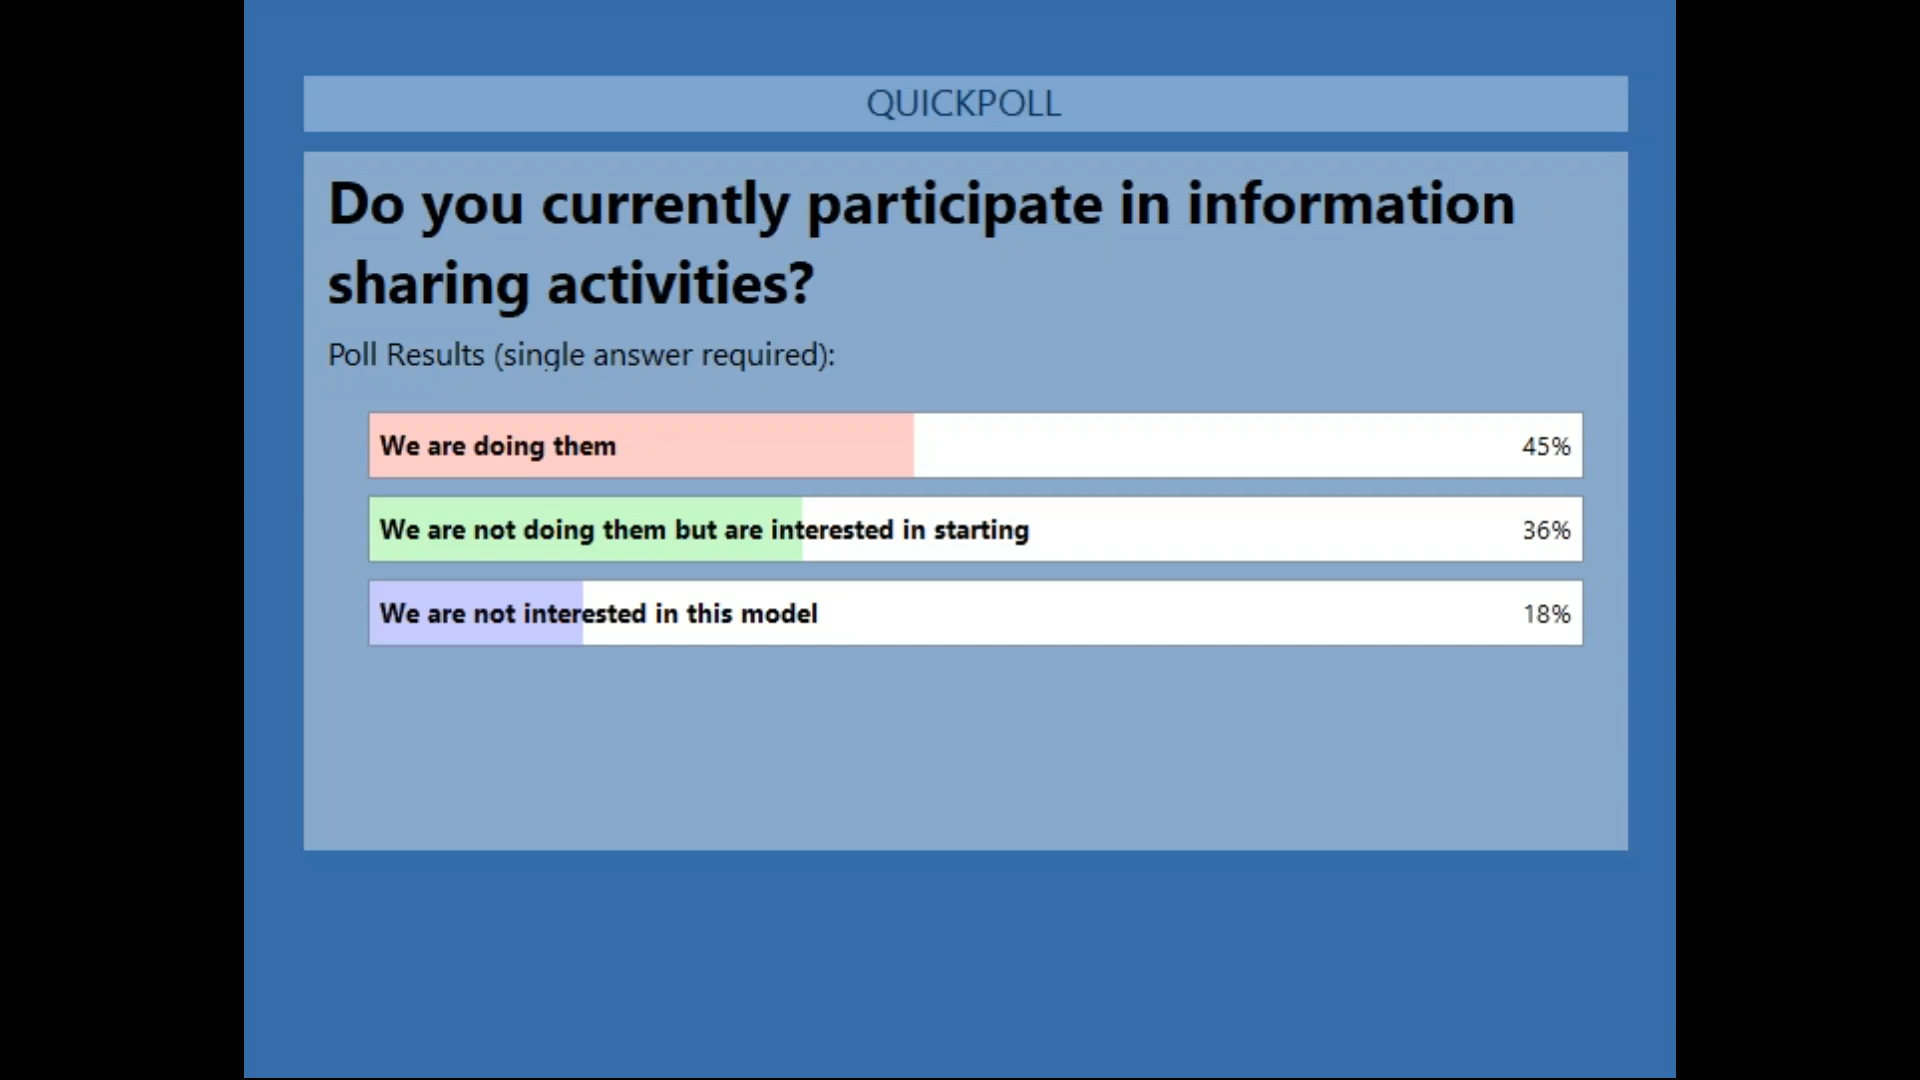 QUICKPOLL
Do you currently participate in information
sharing activities?
Poll Results (single answer required):
We are doing them 45%
We are not doing them but are interested in starting 36%
We are not interested in this model 18%